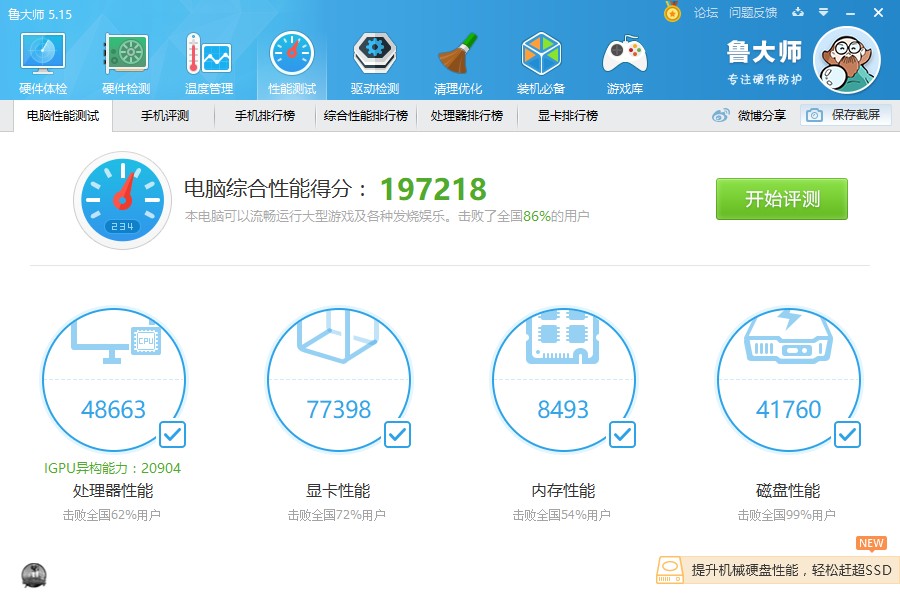 鲁大师 5.15
论坛 问题反馈
硬件体检 硬件检测 温度管理 性能测试 驱动检测 清理优化 装机必备 游戏库
鲁大师
专注硬件防护
电脑性能测试 手机评测 手机排行榜 综合性能排行榜 处理器排行榜 显卡排行榜 微博分享 保存截屏
电脑综合性能得分： 197218
本电脑可以流畅运行大型游戏及各种发烧娱乐。击败了全国86%的用户
开始评测
234
CPU
48663 77398 8493 41760
IGPU异构能力：20904
处理器性能 显卡性能 内存性能 磁盘性能
击败全国62%用户 击败全国72%用户 击败全国54%用户 击败全国99%用户
NEW
提升机械硬盘性能，轻松赶超SSD